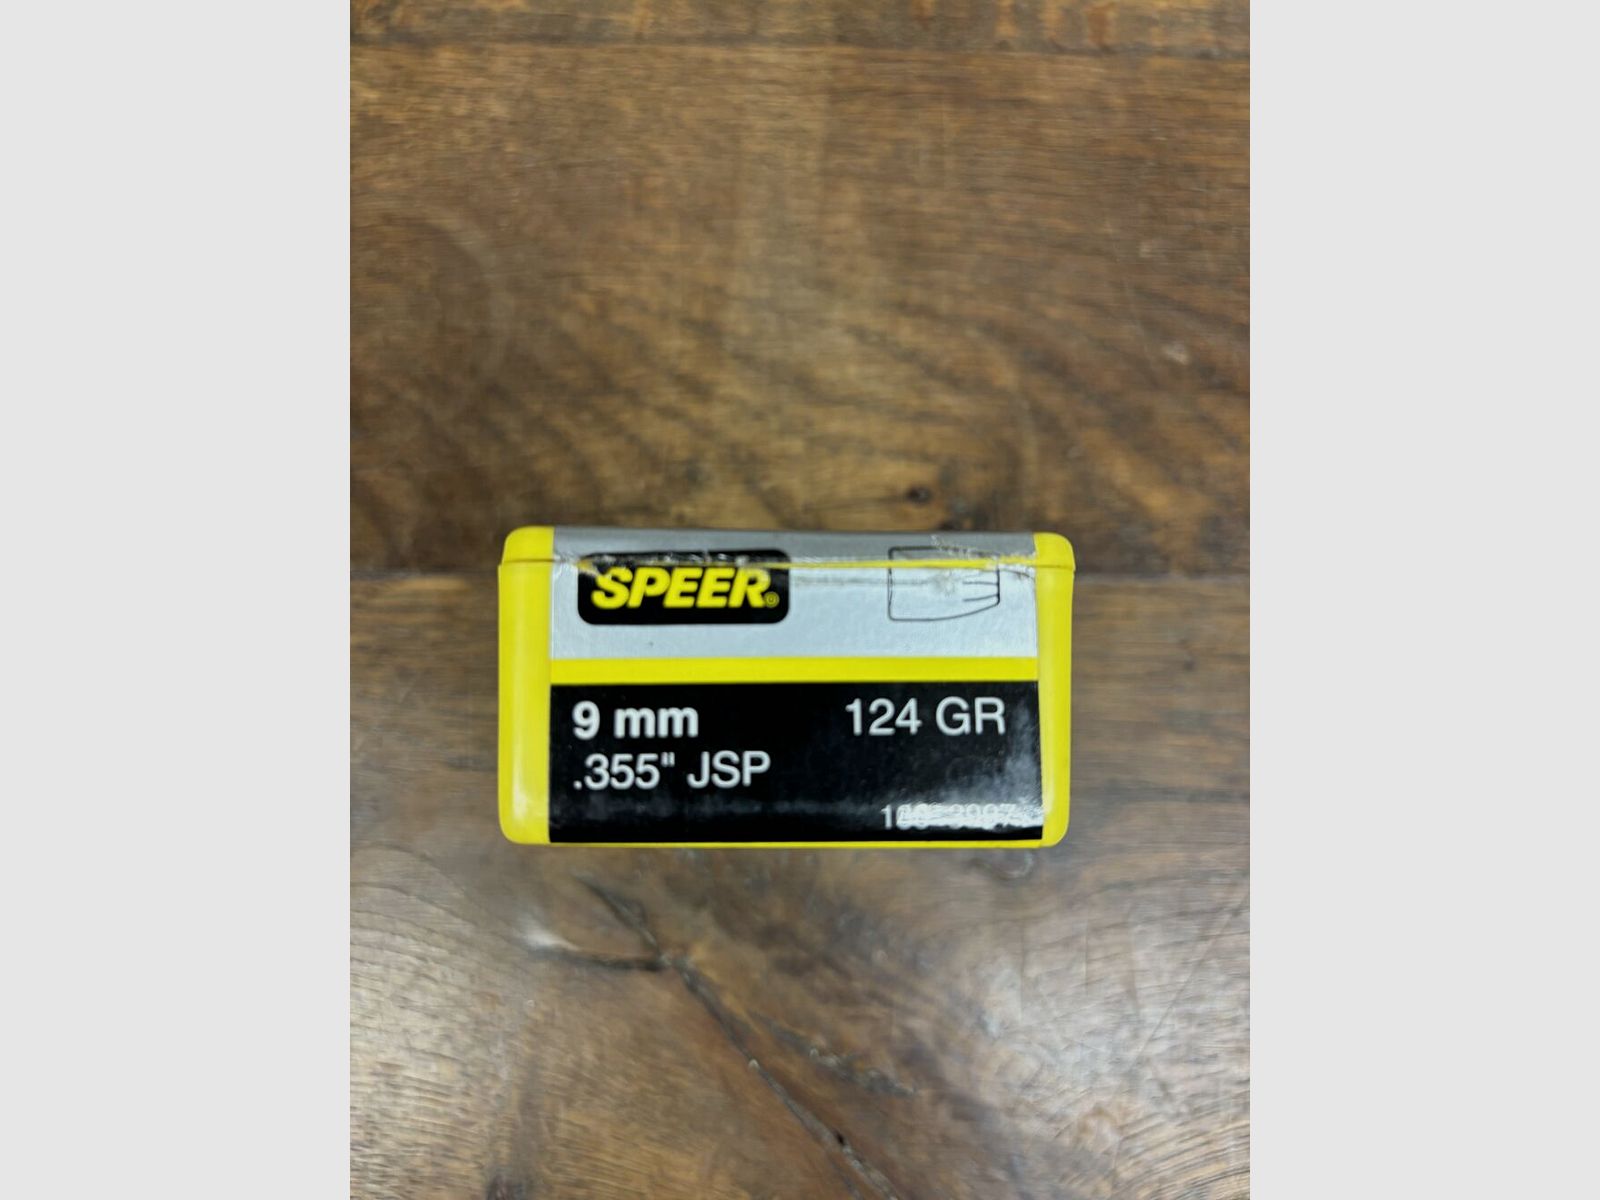 SPEER®
9 mm 124 GR
.355" JSP